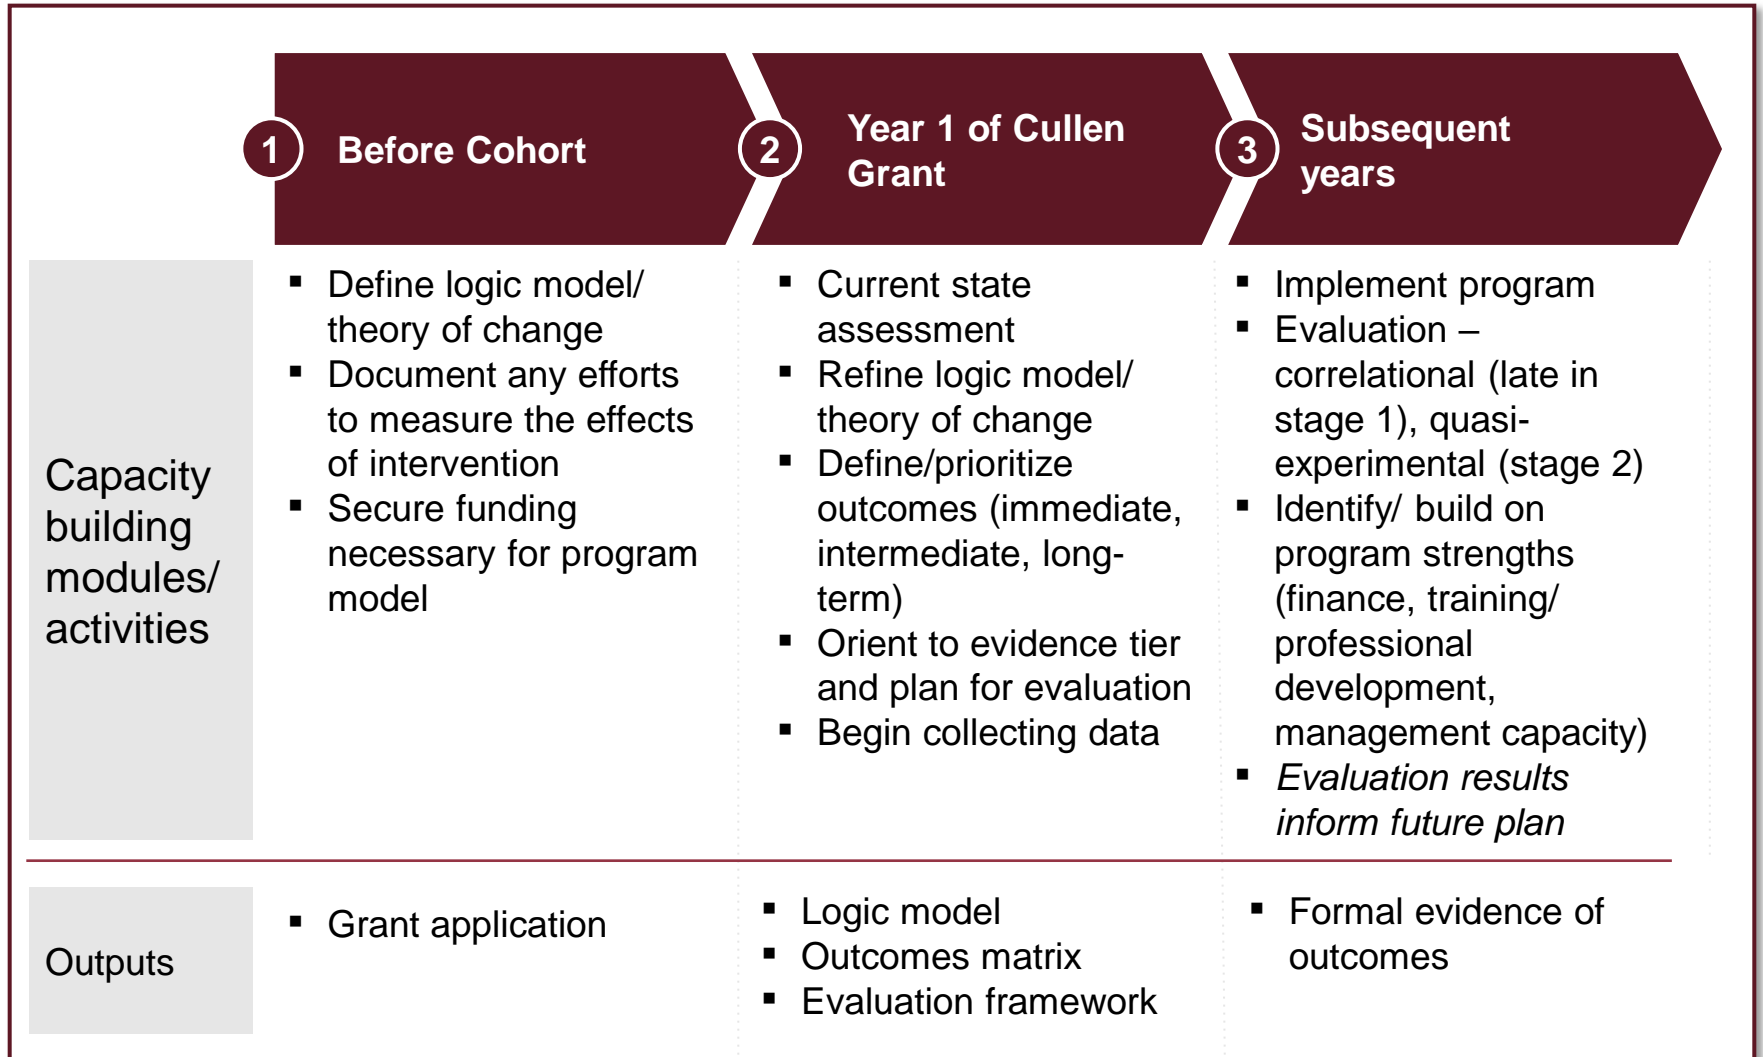 1
Before Cohort
2
Year 1 of Cullen
Grant
3
Subsequent
years
Capacity
building
modules/
activities
▪ Define logic model/
theory of change
▪ Document any efforts
to measure the effects
of intervention
▪ Secure funding
necessary for program
model
▪ Current state
assessment
▪ Refine logic model/
theory of change
▪ Define/prioritize
outcomes (immediate,
intermediate, long-
term)
▪ Orient to evidence tier
and plan for evaluation
▪ Begin collecting data
▪ Implement program
▪ Evaluation –
correlational (late in
stage 1), quasi-
experimental (stage 2)
▪ Identify/ build on
program strengths
(finance, training/
professional
development,
management capacity)
▪ Evaluation results
inform future plan
Outputs
▪ Grant application
▪ Logic model
▪ Outcomes matrix
▪ Evaluation framework
▪ Formal evidence of
outcomes